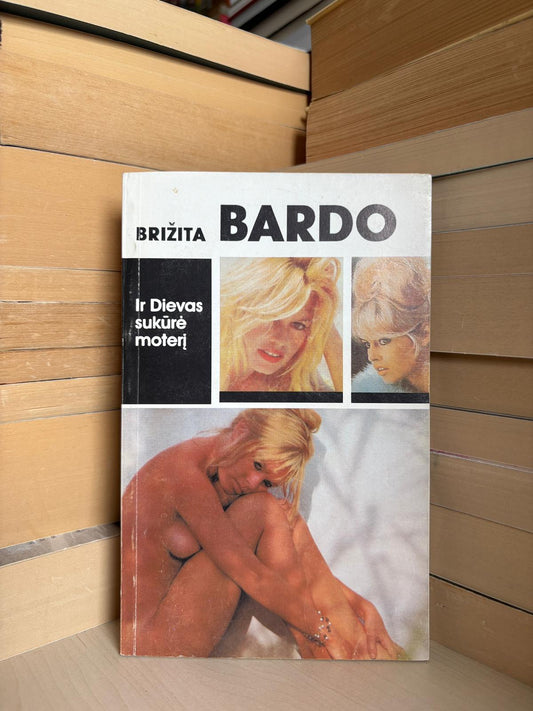 BRIŽITA BARDO
Ir Dievas
sukūrė
moterį